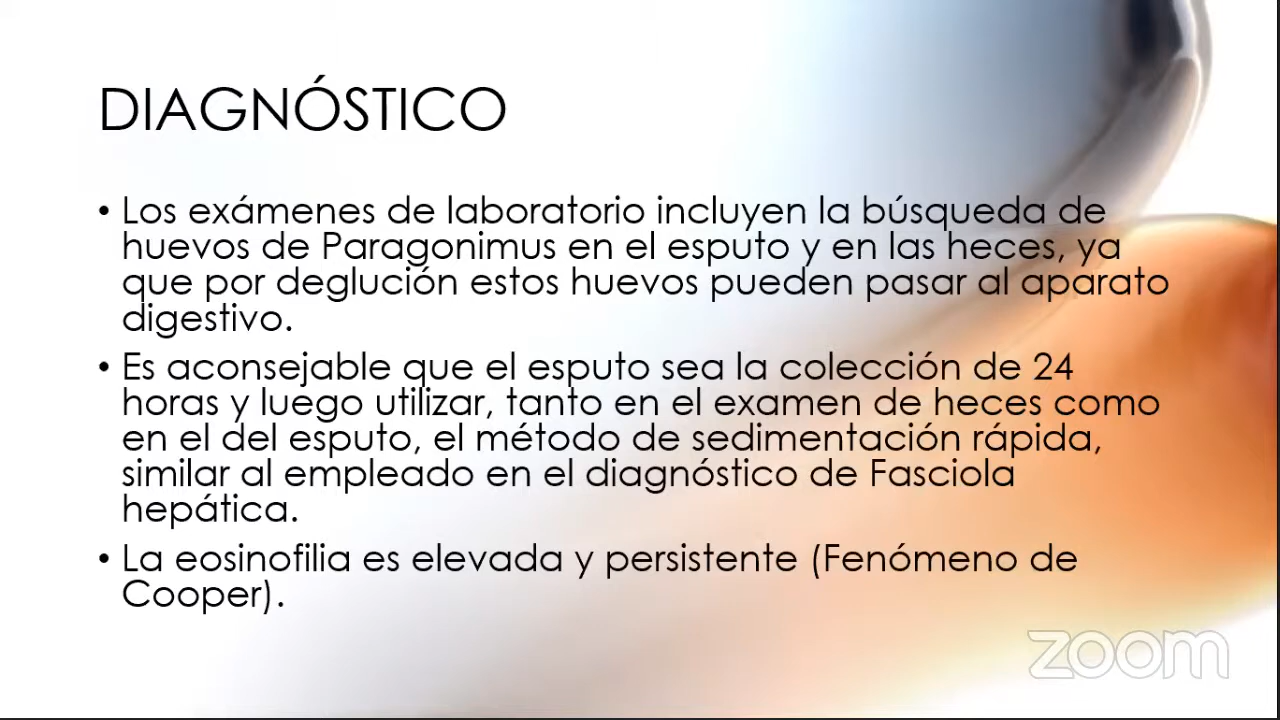 DIAGNÓSTICO
• Los exámenes de laboratorio incluyen la búsqueda de
huevos de Paragonimus en el esputo y en las heces, ya
que por deglución estos huevos pueden pasar al aparato
digestivo.
• Es aconsejable que el esputo sea la colección de 24
horas y luego utilizar, tanto en el examen de heces como
en el del esputo, el método de sedimentación rápida,
similar al empleado en el diagnóstico de Fasciola
hepática.
• La eosinofilia es elevada y persistente (Fenómeno de
Cooper).
zoom